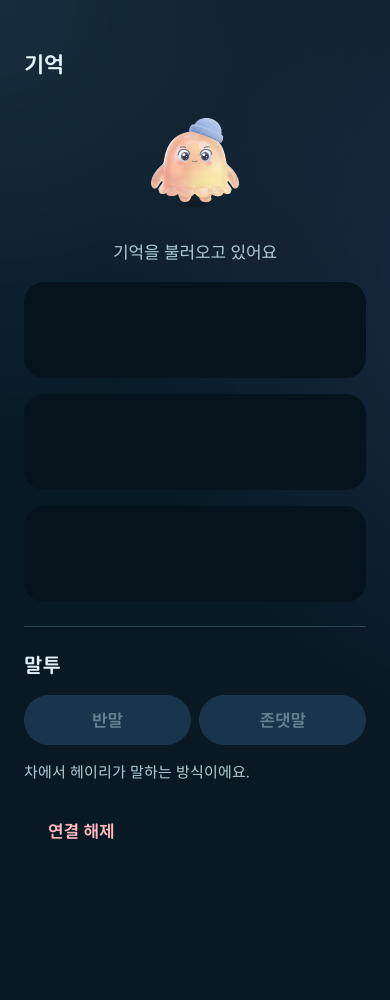 기억
기억을 불러오고 있어요
말투
반말
존댓말
차에서 헤이리가 말하는 방식이에요.
연결 해제